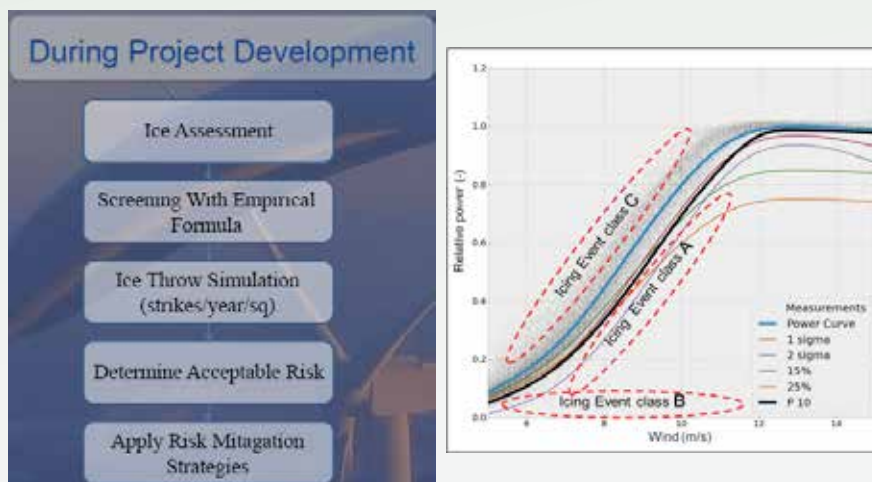 During Project Development
Ice Assessment
Screening With Empirical
Formula
Ice Throw Simulation
(strikes/year/sq)
Determine Acceptable Risk
Apply Risk Mitagation
Strategies
1.2
1.0
0.8
0.6
0.4
0.2
0.0
Relative power (-)
Icing Event class C
Icing Event class A
Icing Event class B
Measurements
Power Curve
1 sigma
2 sigma
15%
25%
P 10
6
8
10
12
14
Wind (m/s)